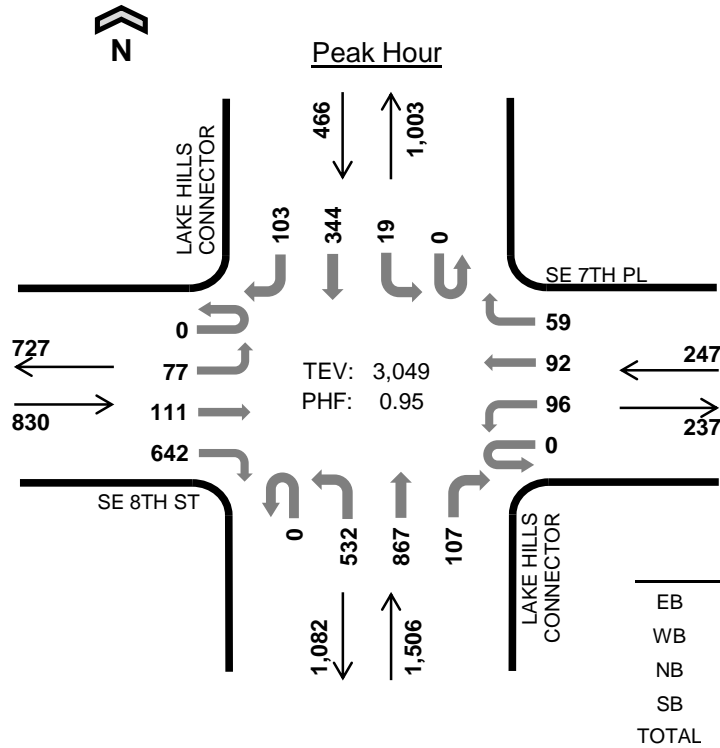 N
Peak Hour
466
1,003
LAKE HILLS
CONNECTOR
103
344
19
0
SE 7TH PL
0
59
727
77
TEV: 3,049
92
247
830
111
PHF: 0.95
96
237
642
0
SE 8TH ST
0
532
867
107
LAKE HILLS
CONNECTOR
1,082
1,506
EB
WB
NB
SB
TOTAL